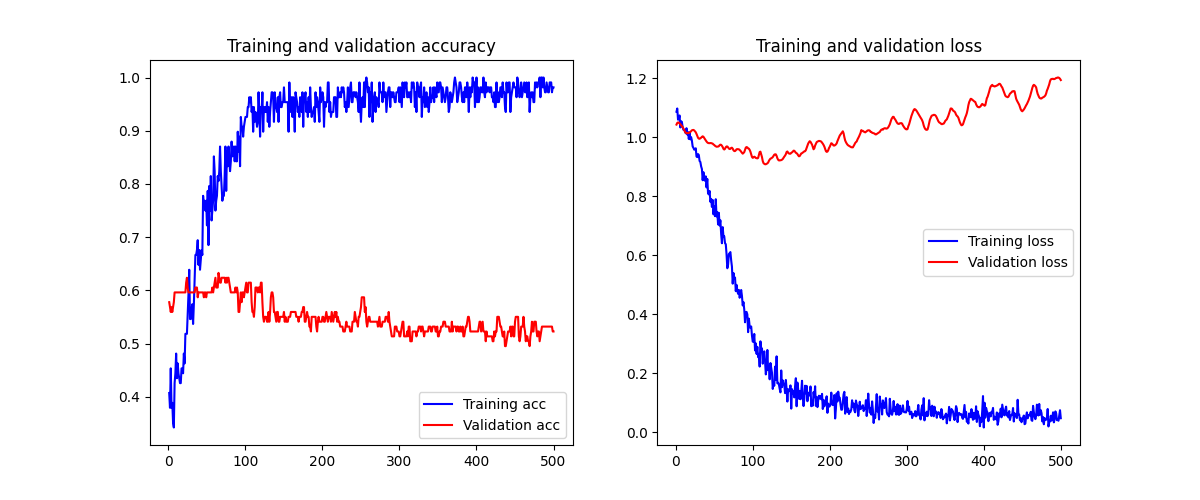 Training and validation accuracy
1.0
0.9
0.8
0.7
0.6
0.5
0.4
0 100 200 300 400 500
Training acc
Validation acc
Training and validation loss
1.2
1.0
0.8
0.6
0.4
0.2
0.0
0 100 200 300 400 500
Training loss
Validation loss